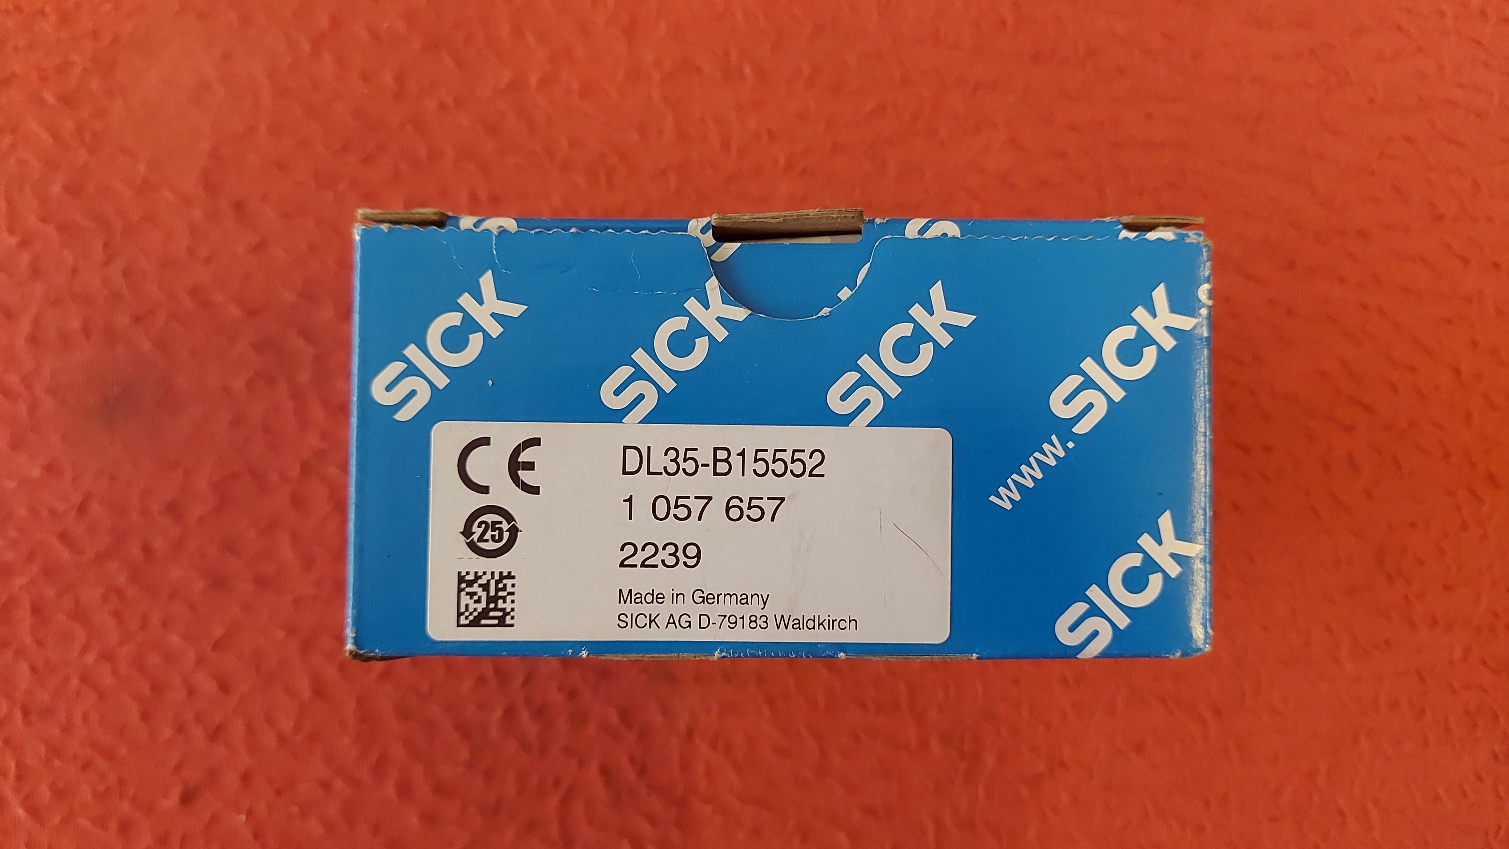 SICK
SICK
SICK
www.SICK.
SICK
CE
DL35-B15552
1 057 657
25
2239
Made in Germany
SICK AG D-79183 Waldkirch